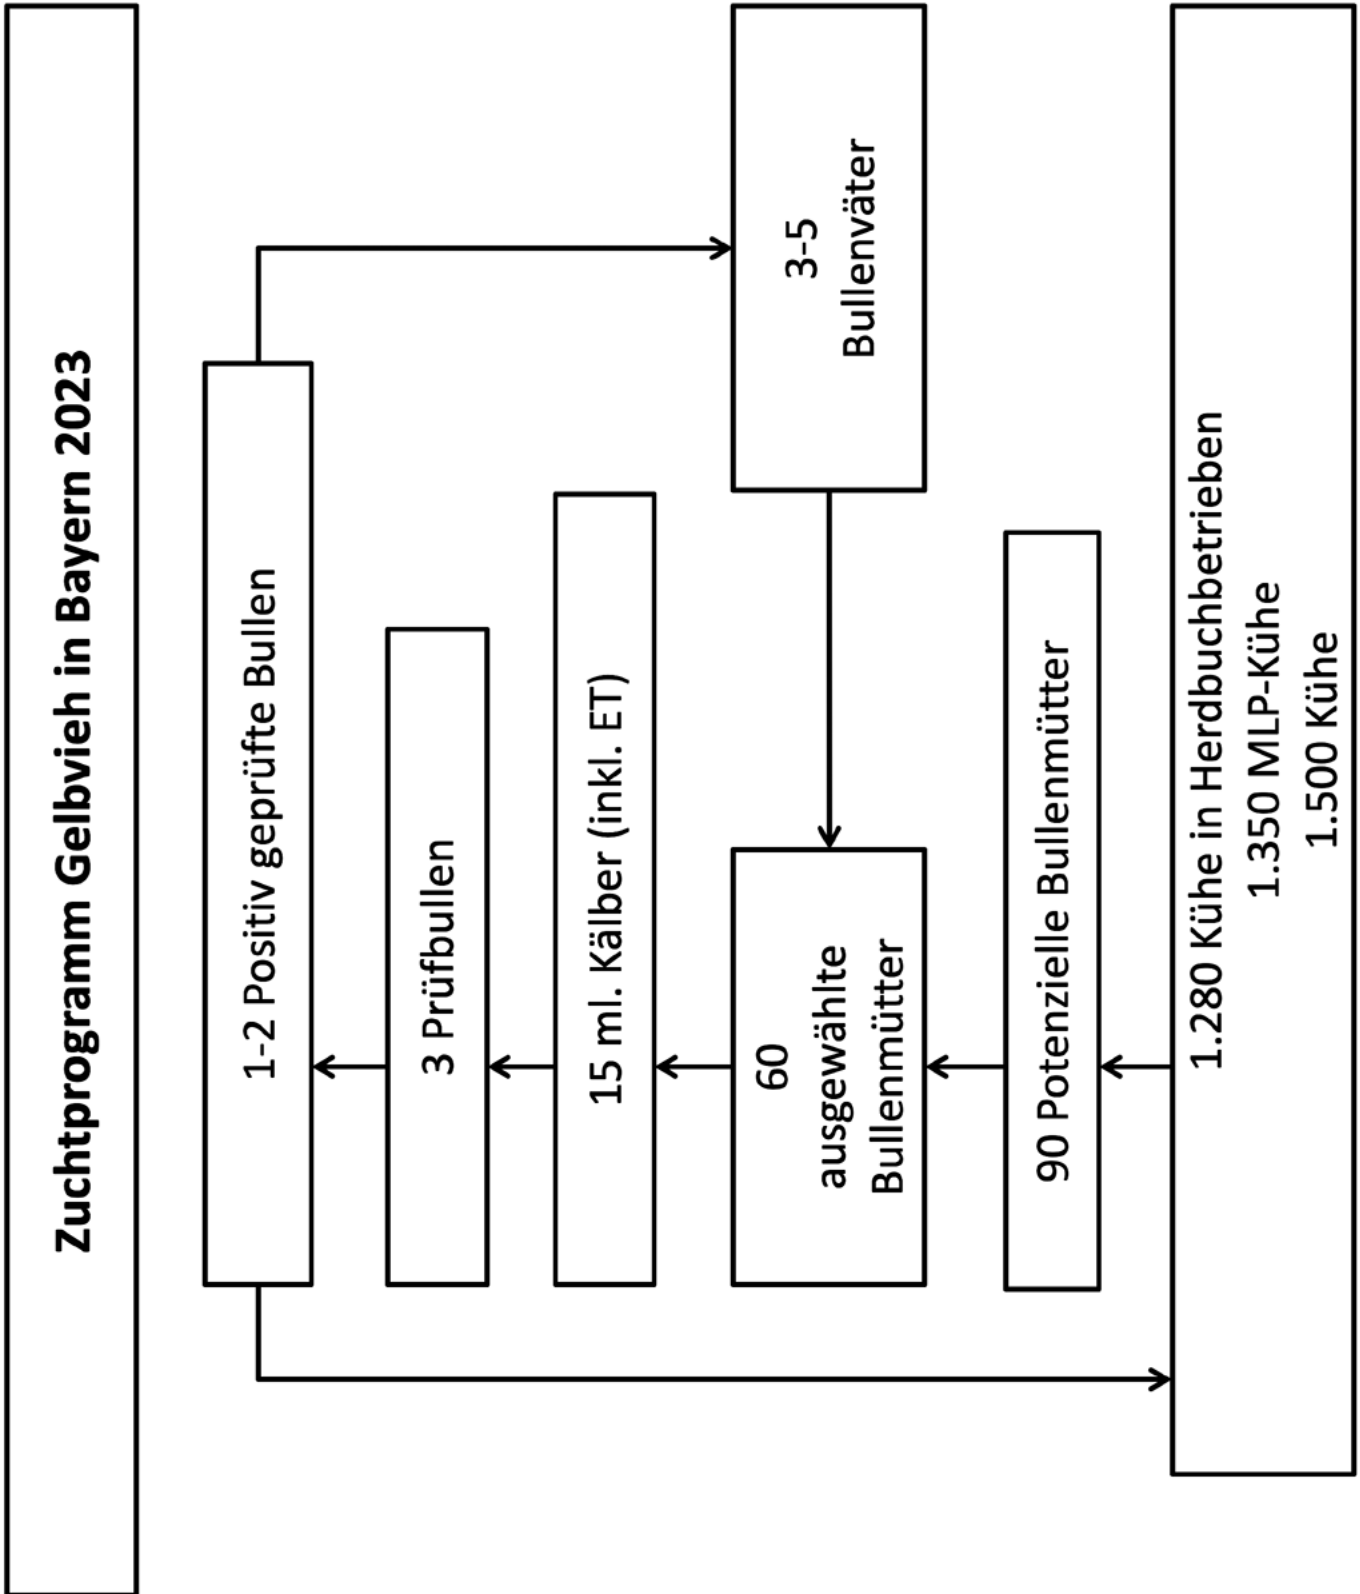 Zuchtprogramm Gelbvieh in Bayern 2023
1-2 Positiv geprüfte Bullen
3 Prüfbullen
15 ml. Kälber (inkl. ET)
60
ausgewählte
Bullenmütter
3-5
Bullenväter
90 Potenzielle Bullenmütter
1.280 Kühe in Herdbuchbetrieben
1.350 MLP-Kühe
1.500 Kühe